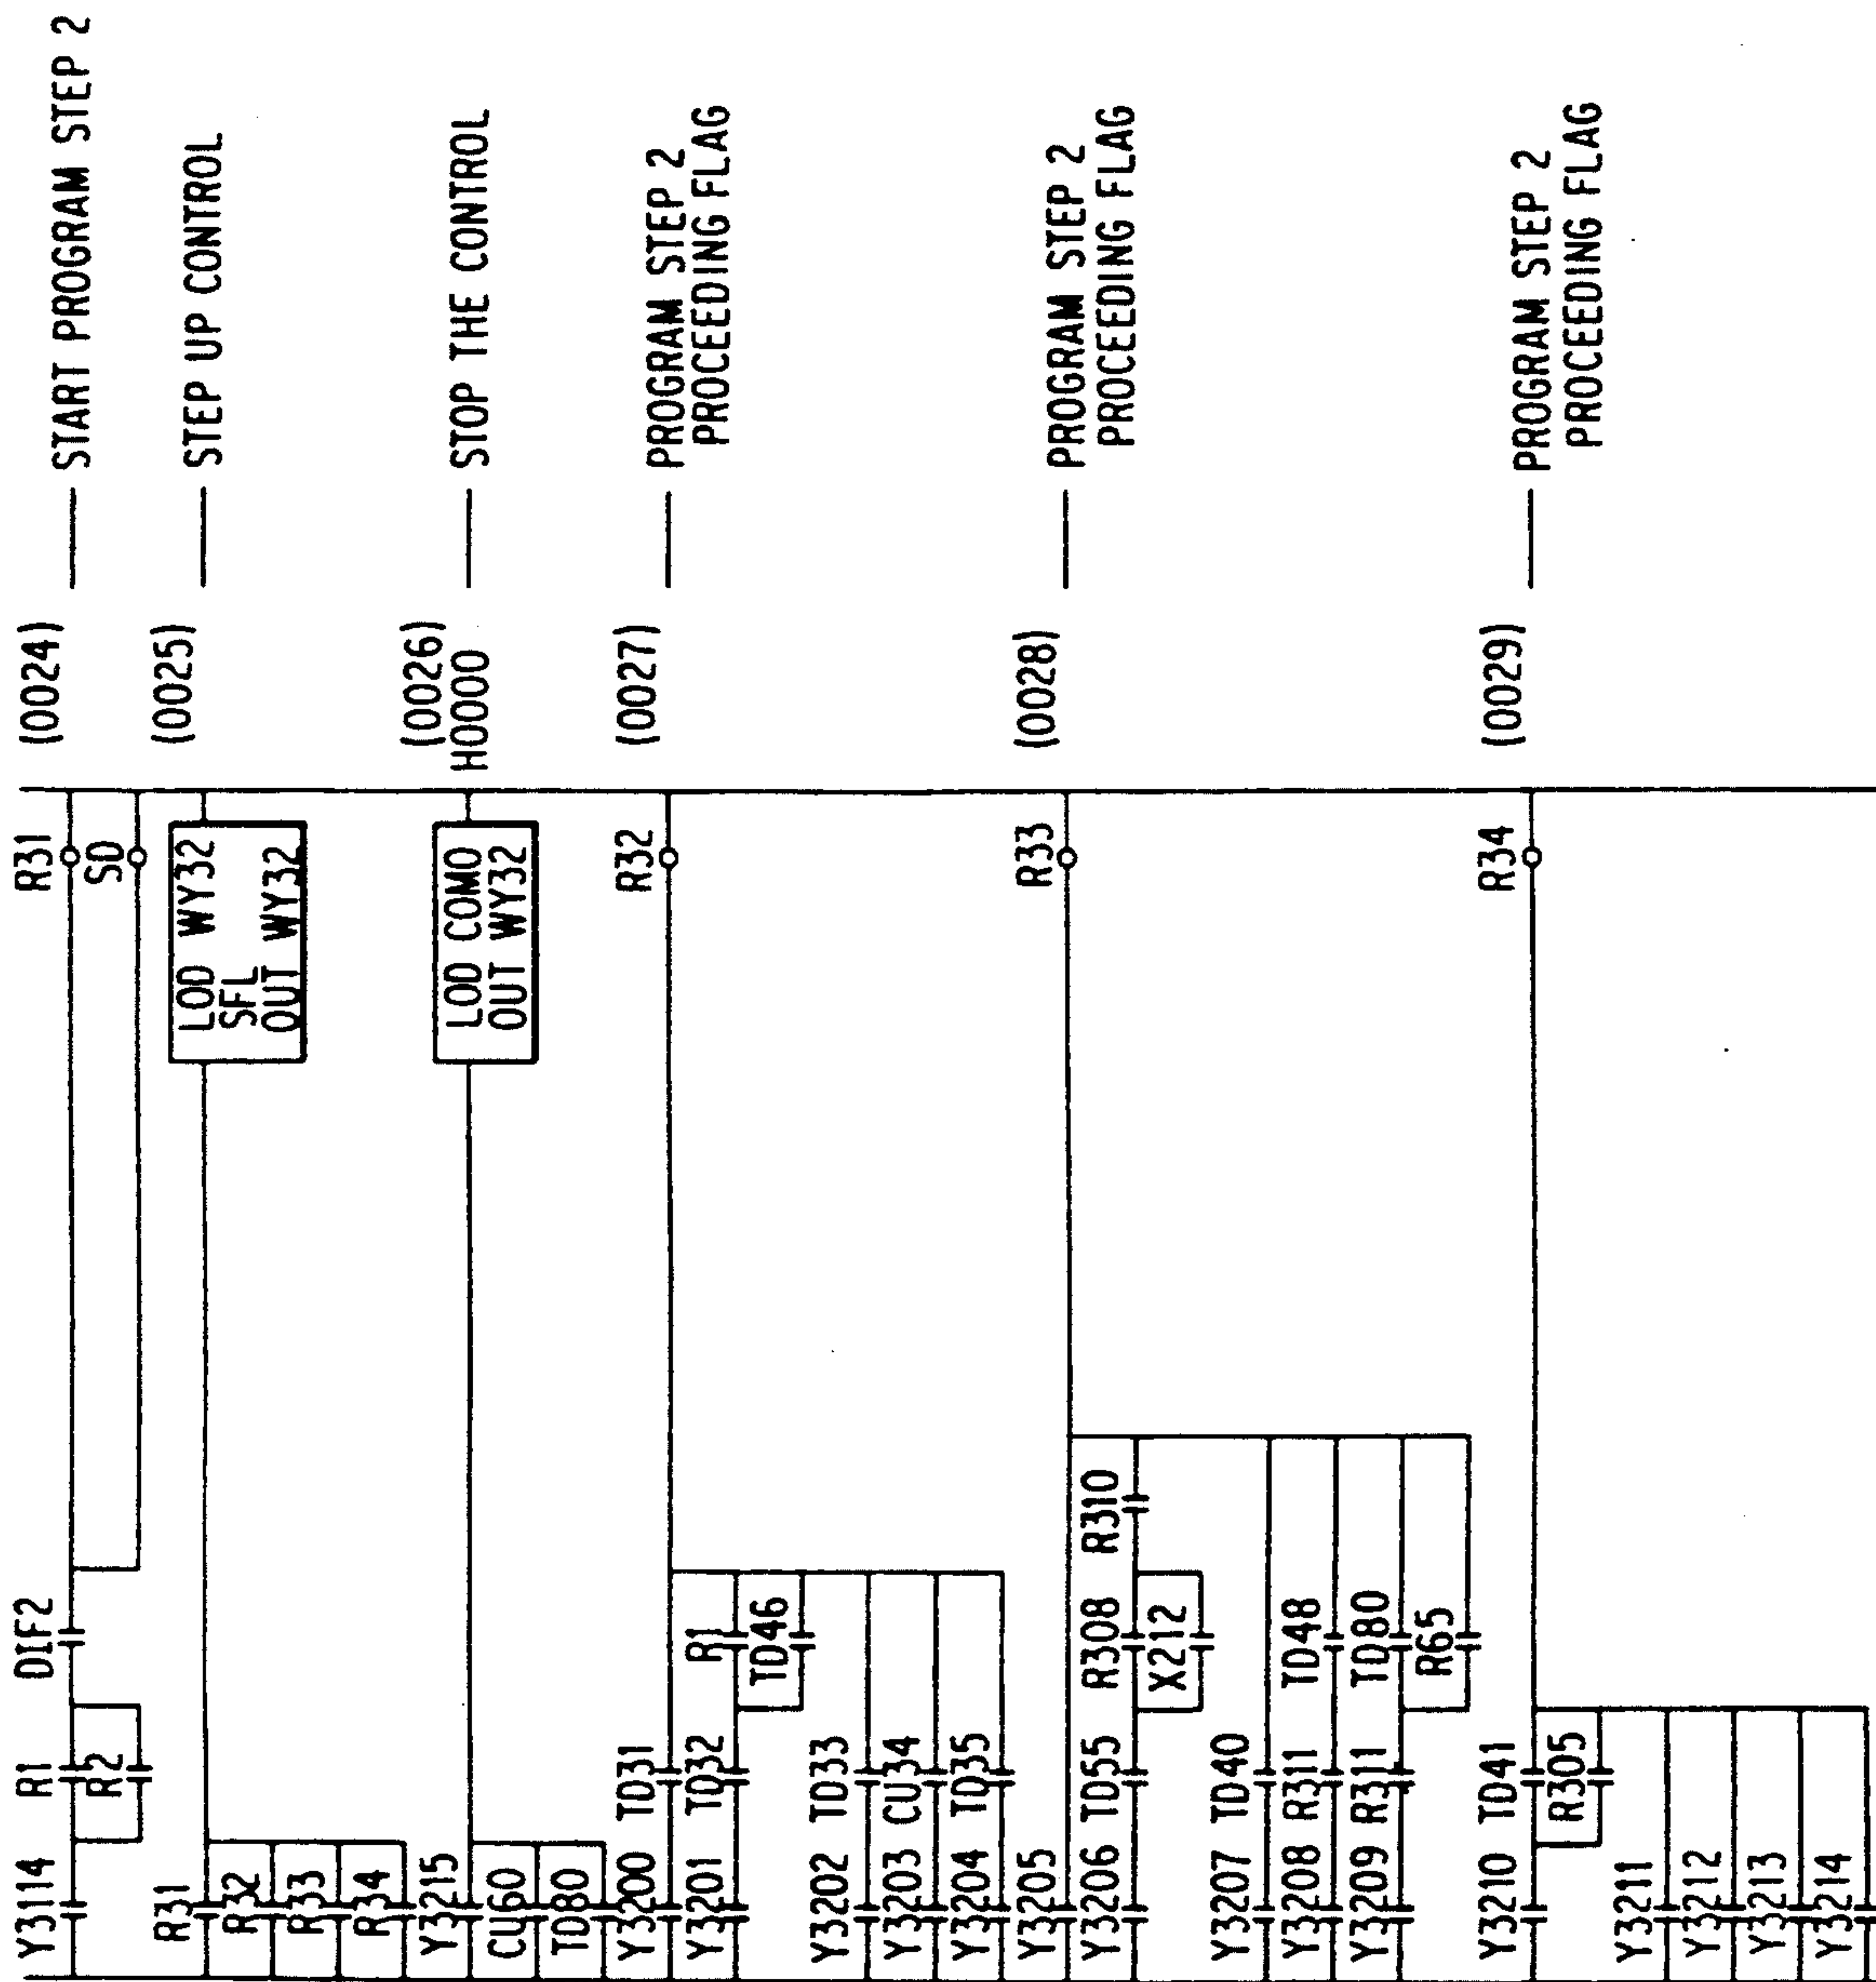 Y3114 R1 DIF2 R31 (0024) START PROGRAM STEP 2
R2 SD
R31 LOD WY32 (0025) STEP UP CONTROL
R32 SFL
R33 OUT WY32
R34
Y3215 LOD COM0 (0026) STOP THE CONTROL
H0000
CU60 OUT WY32
TD80
Y3200 TD31 R32 (0027) PROGRAM STEP 2
PROCEEDING FLAG
Y3201 TD32 R1
TD46
Y3202 TD33
Y3203 CU34
Y3204 TD35
Y3205 R33 (0028) PROGRAM STEP 2
PROCEEDING FLAG
Y3206 TD55 R308 R310
X212
Y3207 TD40
Y3208 R311 TD48
Y3209 R311 TD80
R65
Y3210 TD41 R34 (0029) PROGRAM STEP 2
PROCEEDING FLAG
R305
Y3211
Y3212
Y3213
Y3214